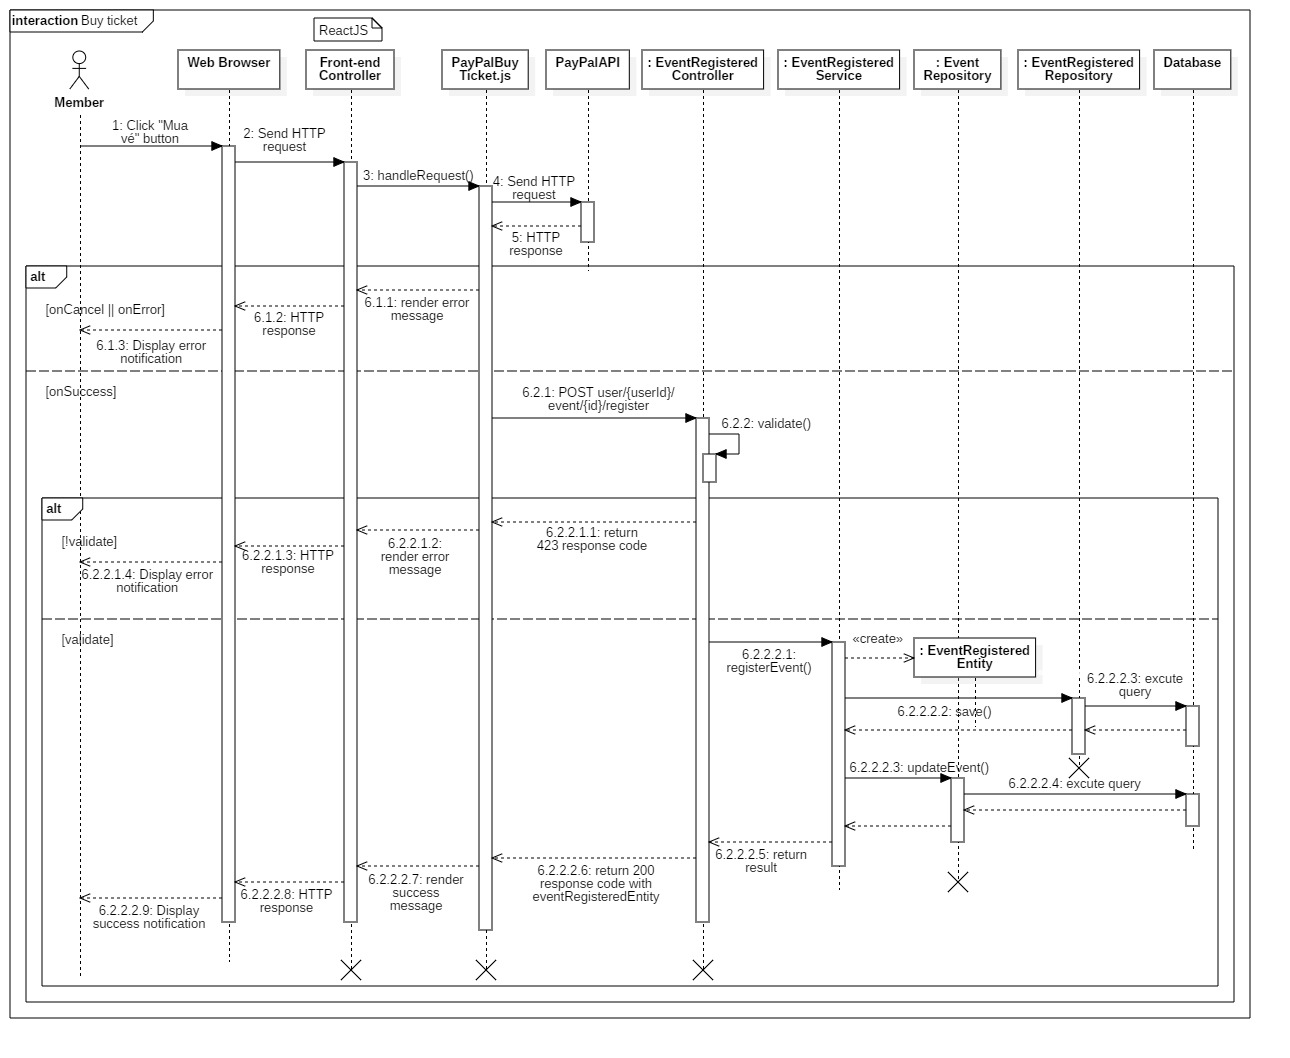 interaction Buy ticket
ReactJS
Member
Web Browser
Front-end
Controller
PayPalBuy
Ticket.js
PayPalAPI
: EventRegistered
Controller
: EventRegistered
Service
: Event
Repository
: EventRegistered
Repository
Database
1: Click "Mua
vé" button
2: Send HTTP
request
3: handleRequest()
4: Send HTTP
request
5: HTTP
response
alt
[onCancel || onError]
6.1.1: render error
message
6.1.2: HTTP
response
6.1.3: Display error
notification
[onSuccess]
6.2.1: POST user/{userId}/
event/{id}/register
6.2.2: validate()
alt
[!validate]
6.2.2.1.1: return
423 response code
6.2.2.1.2:
render error
message
6.2.2.1.3: HTTP
response
6.2.2.1.4: Display error
notification
[validate]
6.2.2.2.1:
registerEvent()
«create»
: EventRegistered
Entity
6.2.2.2.3: excute
query
6.2.2.2.2: save()
6.2.2.2.3: updateEvent()
6.2.2.2.4: excute query
6.2.2.2.5: return
result
6.2.2.2.6: return 200
response code with
eventRegisteredEntity
6.2.2.2.7: render
success
message
6.2.2.2.8: HTTP
response
6.2.2.2.9: Display
success notification